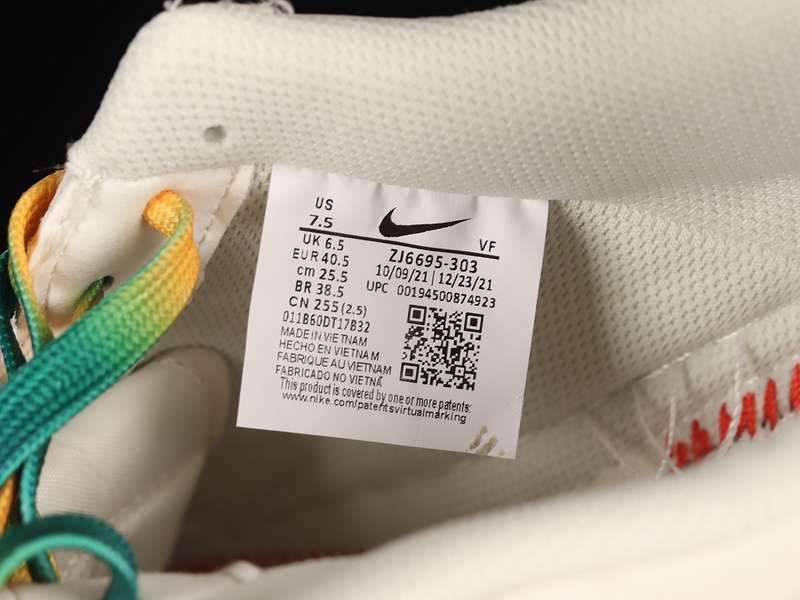 US
7.5
VF
UK 6.5
EUR 40.5
cm 25.5
BR 38.5
CN 255 (2.5)
ZJ6695-303
10/09/21 | 12/23/21
UPC 00194500874923
011B60DT17B32
MADE IN VIETNAM
HECHO EN VIETNAM
FABRIQUE AU VIETNAM
FABRICADO NO VIETNÃ
This product is covered by one or more patents:
www.nike.com/patentsvirtualmarking